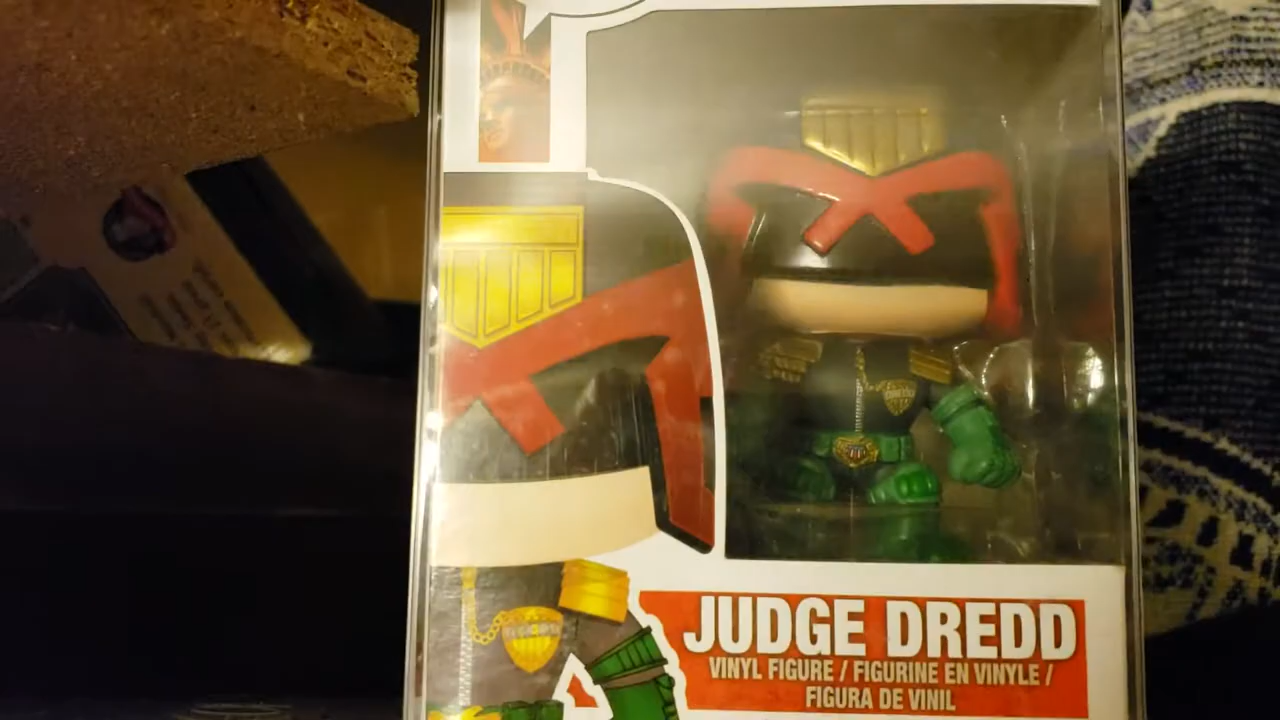 JUDGE DREDD
VINYL FIGURE / FIGURINE EN VINYLE /
FIGURA DE VINIL